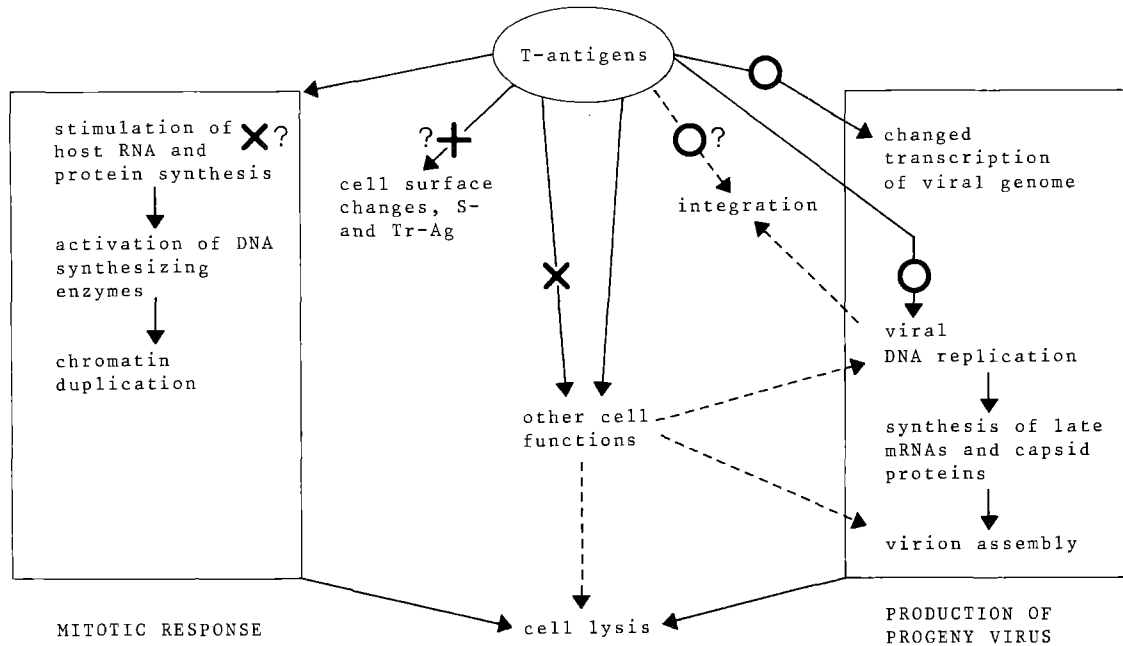 T-antigens
stimulation of ?
host RNA and
protein synthesis
activation of DNA
synthesizing
enzymes
chromatin
duplication
MITOTIC RESPONSE
?
cell surface
changes, S-
and Tr-Ag
other cell
functions
cell lysis
?
integration
changed
transcription
of viral genome
viral
DNA replication
synthesis of late
mRNAs and capsid
proteins
virion assembly
PRODUCTION OF
PROGENY VIRUS